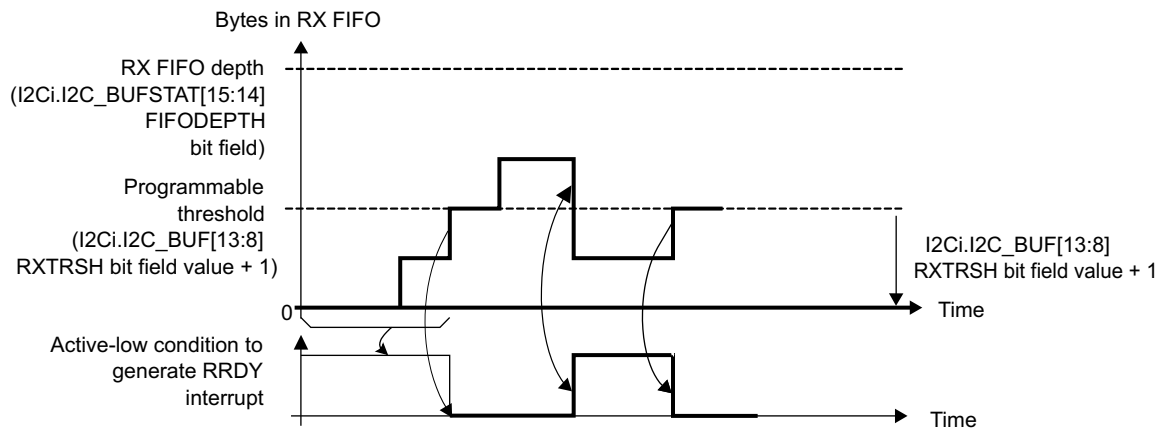 Bytes in RX FIFO
RX FIFO depth
(I2Ci.I2C_BUFSTAT[15:14]
FIFODEPTH
bit field)
Programmable
threshold
(I2Ci.I2C_BUF[13:8]
RXTRSH bit field value + 1)
I2Ci.I2C_BUF[13:8]
RXTRSH bit field value + 1
0
Time
Active-low condition to
generate RRDY
interrupt
Time